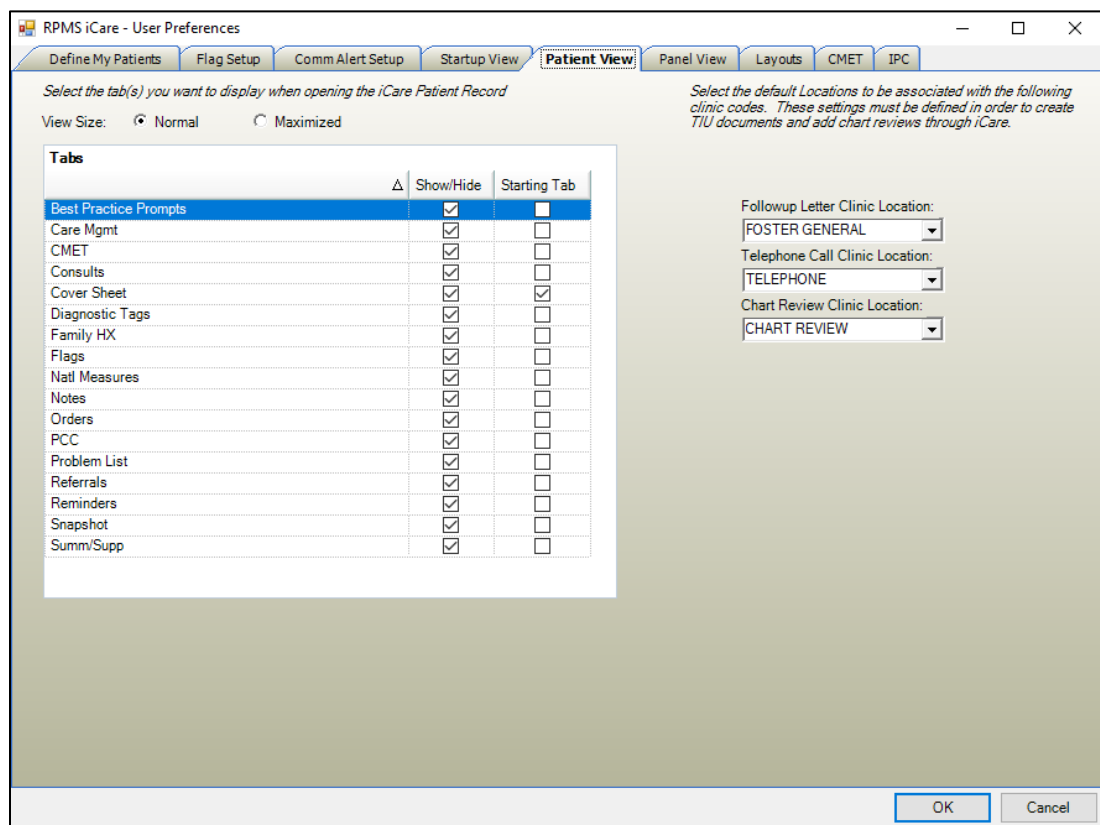 RPMS iCare - User Preferences
Define My Patients Flag Setup Comm Alert Setup Startup View Patient View Panel View Layouts CMET IPC
Select the tab(s) you want to display when opening the iCare Patient Record
View Size: Normal Maximized
Tabs
Show/Hide Starting Tab
Best Practice Prompts
Care Mgmt
CMET
Consults
Cover Sheet
Diagnostic Tags
Family HX
Flags
Natl Measures
Notes
Orders
PCC
Problem List
Referrals
Reminders
Snapshot
Summ/Supp
Select the default Locations to be associated with the following
clinic codes. These settings must be defined in order to create
TIU documents and add chart reviews through iCare.
Followup Letter Clinic Location:
FOSTER GENERAL
Telephone Call Clinic Location:
TELEPHONE
Chart Review Clinic Location:
CHART REVIEW
OK Cancel